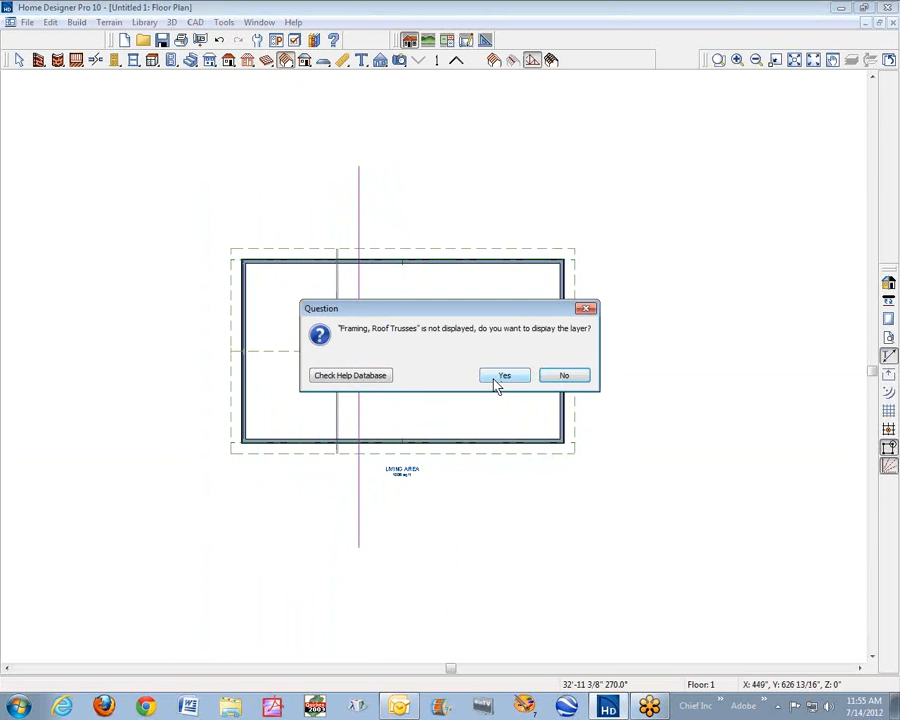 Home Designer Pro 10 - [Untitled 1: Floor Plan]
File Edit Build Terrain Library 3D CAD Tools Window Help
Question
"Framing, Roof Trusses" is not displayed, do you want to display the layer?
Check Help Database Yes No
LIVING AREA
32'-11 3/8" 270.0° Floor: 1 X: 449", Y: 626 13/16", Z: 0"
HD Chief Inc Adobe 11:55 AM
7/14/2012